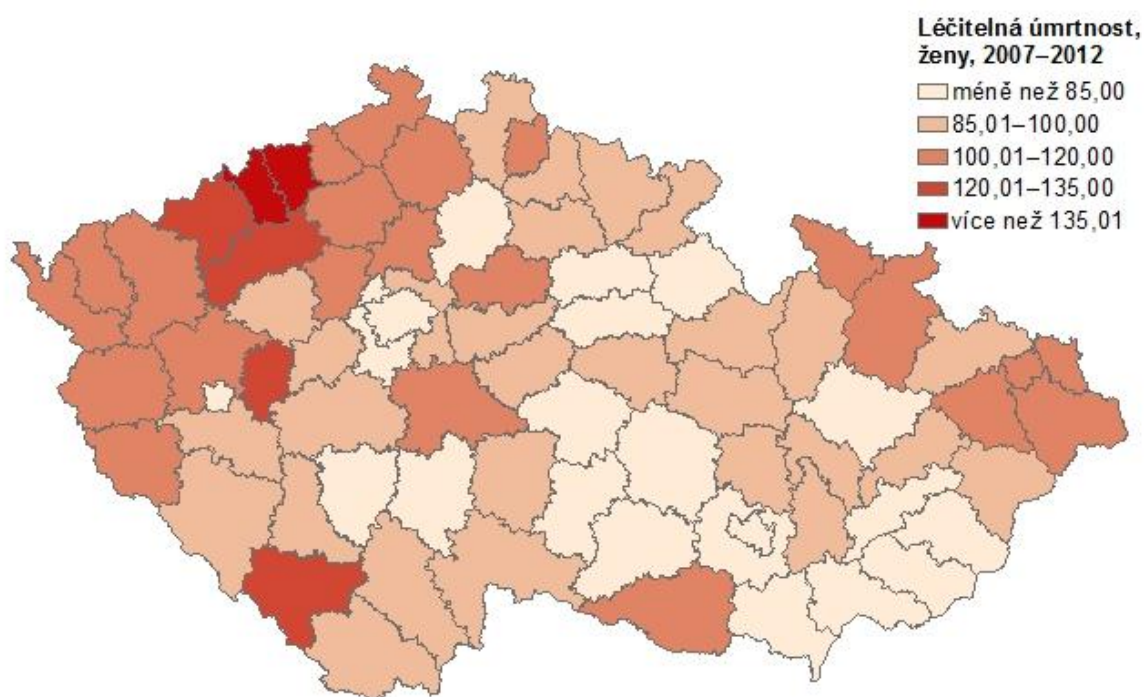 Léčitelná úmrtnost,
ženy, 2007–2012
méně než 85,00
85,01–100,00
100,01–120,00
120,01–135,00
více než 135,01